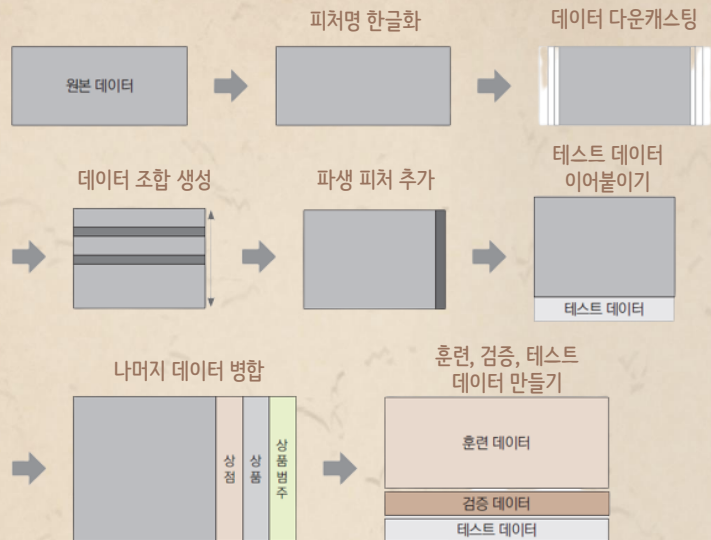 피처명 한글화
데이터 다운캐스팅
원본 데이터
데이터 조합 생성
파생 피처 추가
테스트 데이터
이어붙이기
테스트 데이터
나머지 데이터 병합
훈련, 검증, 테스트
데이터 만들기
상점
상품
상품범주
훈련 데이터
검증 데이터
테스트 데이터